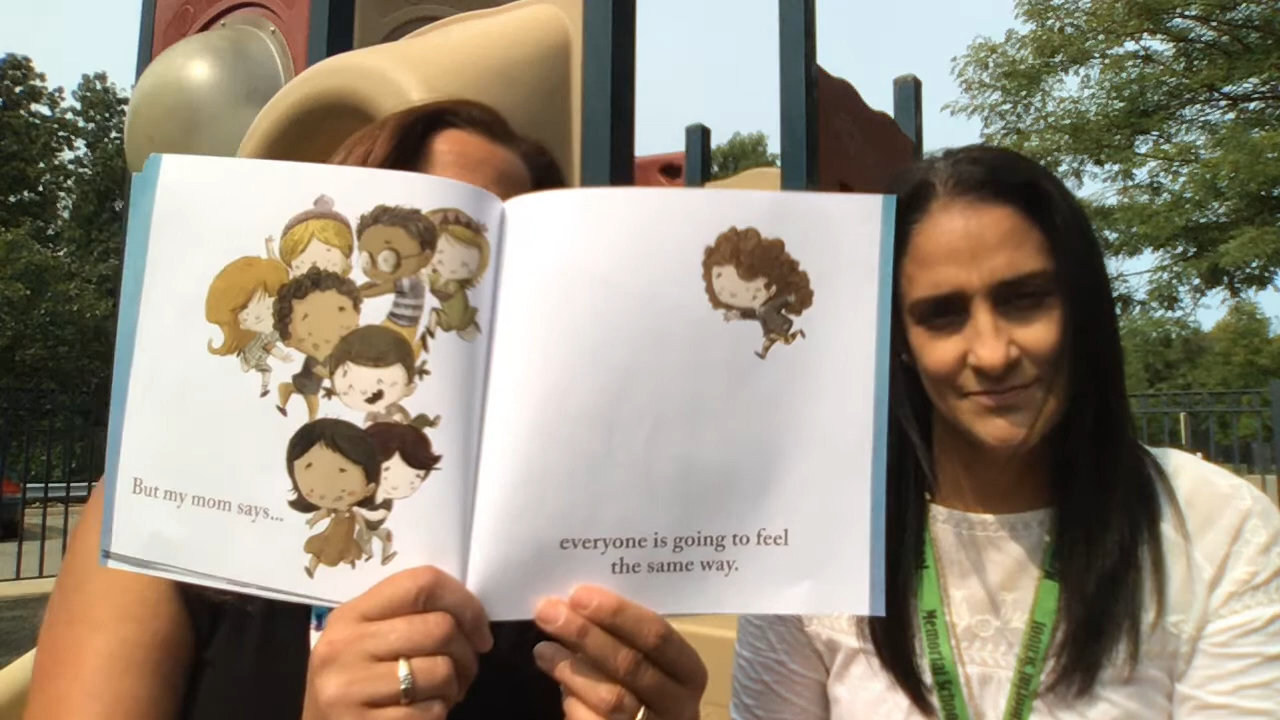 But my mom says...
everyone is going to feel
the same way.
Memorial School